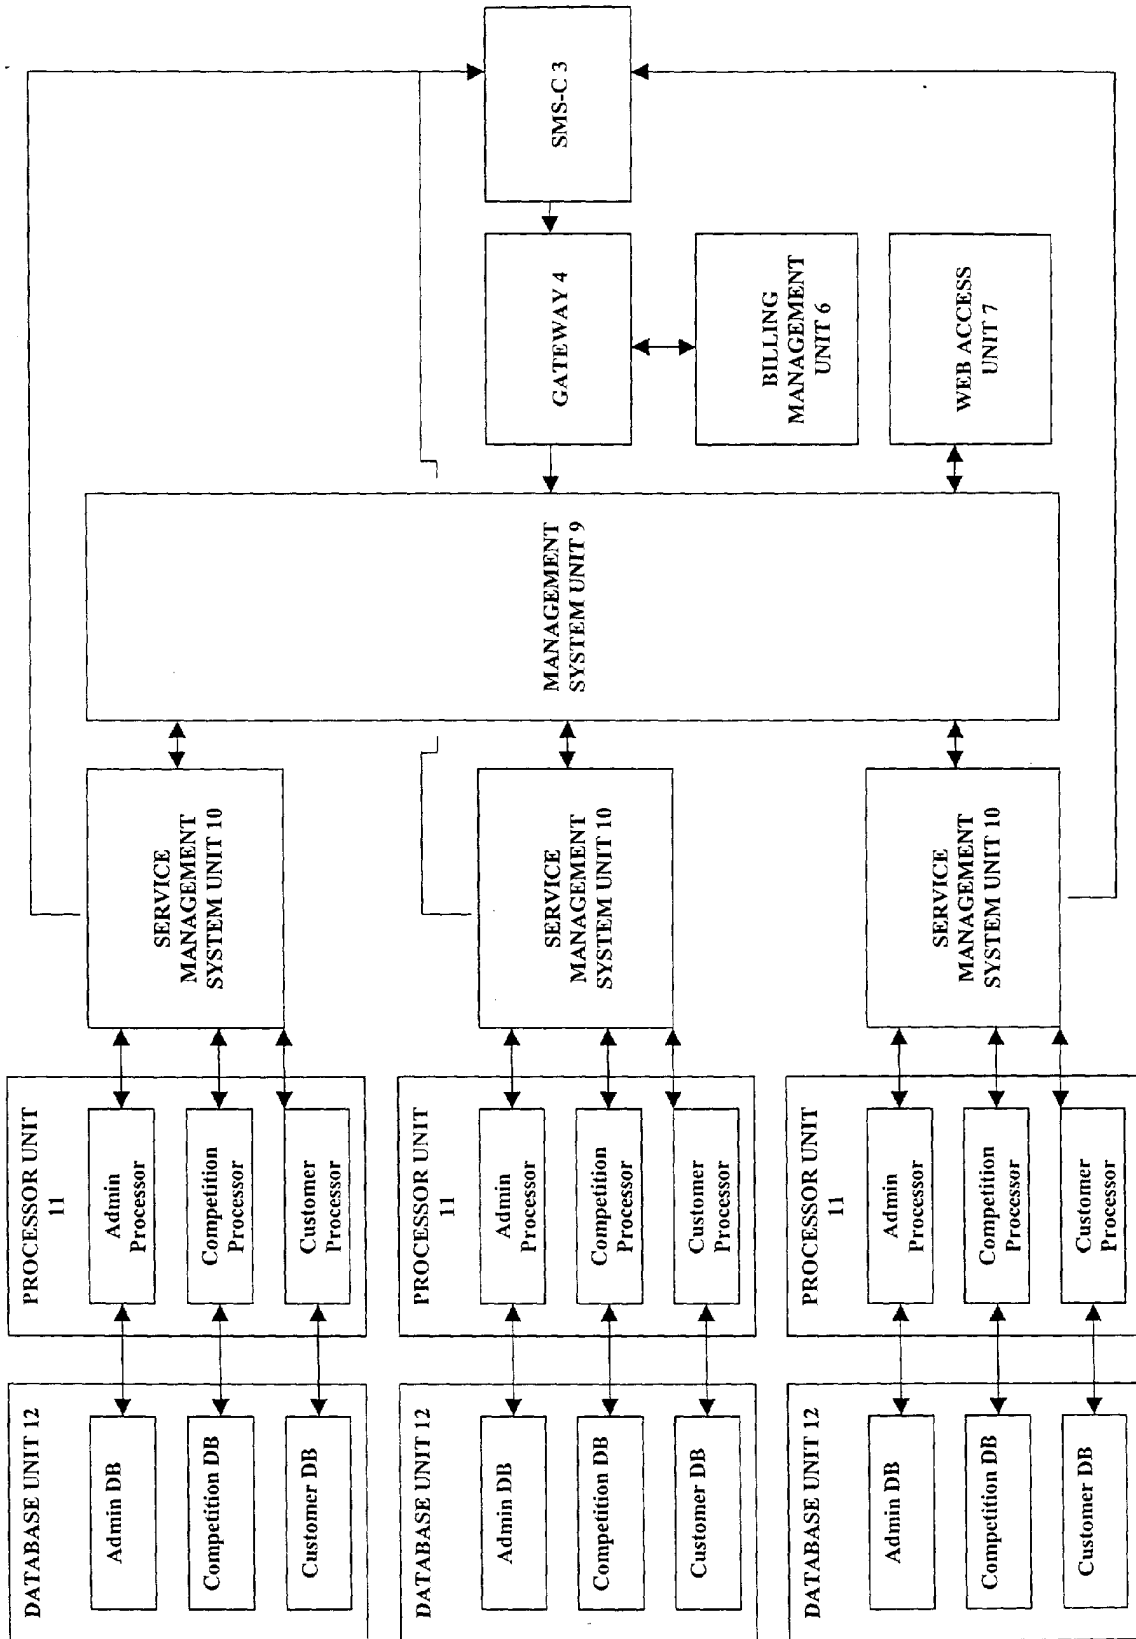 DATABASE UNIT 12
Admin DB
Competition DB
Customer DB
PROCESSOR UNIT
11
Admin
Processor
Competition
Processor
Customer
Processor
SERVICE
MANAGEMENT
SYSTEM UNIT 10
DATABASE UNIT 12
Admin DB
Competition DB
Customer DB
PROCESSOR UNIT
11
Admin
Processor
Competition
Processor
Customer
Processor
SERVICE
MANAGEMENT
SYSTEM UNIT 10
DATABASE UNIT 12
Admin DB
Competition DB
Customer DB
PROCESSOR UNIT
11
Admin
Processor
Competition
Processor
Customer
Processor
SERVICE
MANAGEMENT
SYSTEM UNIT 10
MANAGEMENT
SYSTEM UNIT 9
GATEWAY 4
SMS-C 3
BILLING
MANAGEMENT
UNIT 6
WEB ACCESS
UNIT 7